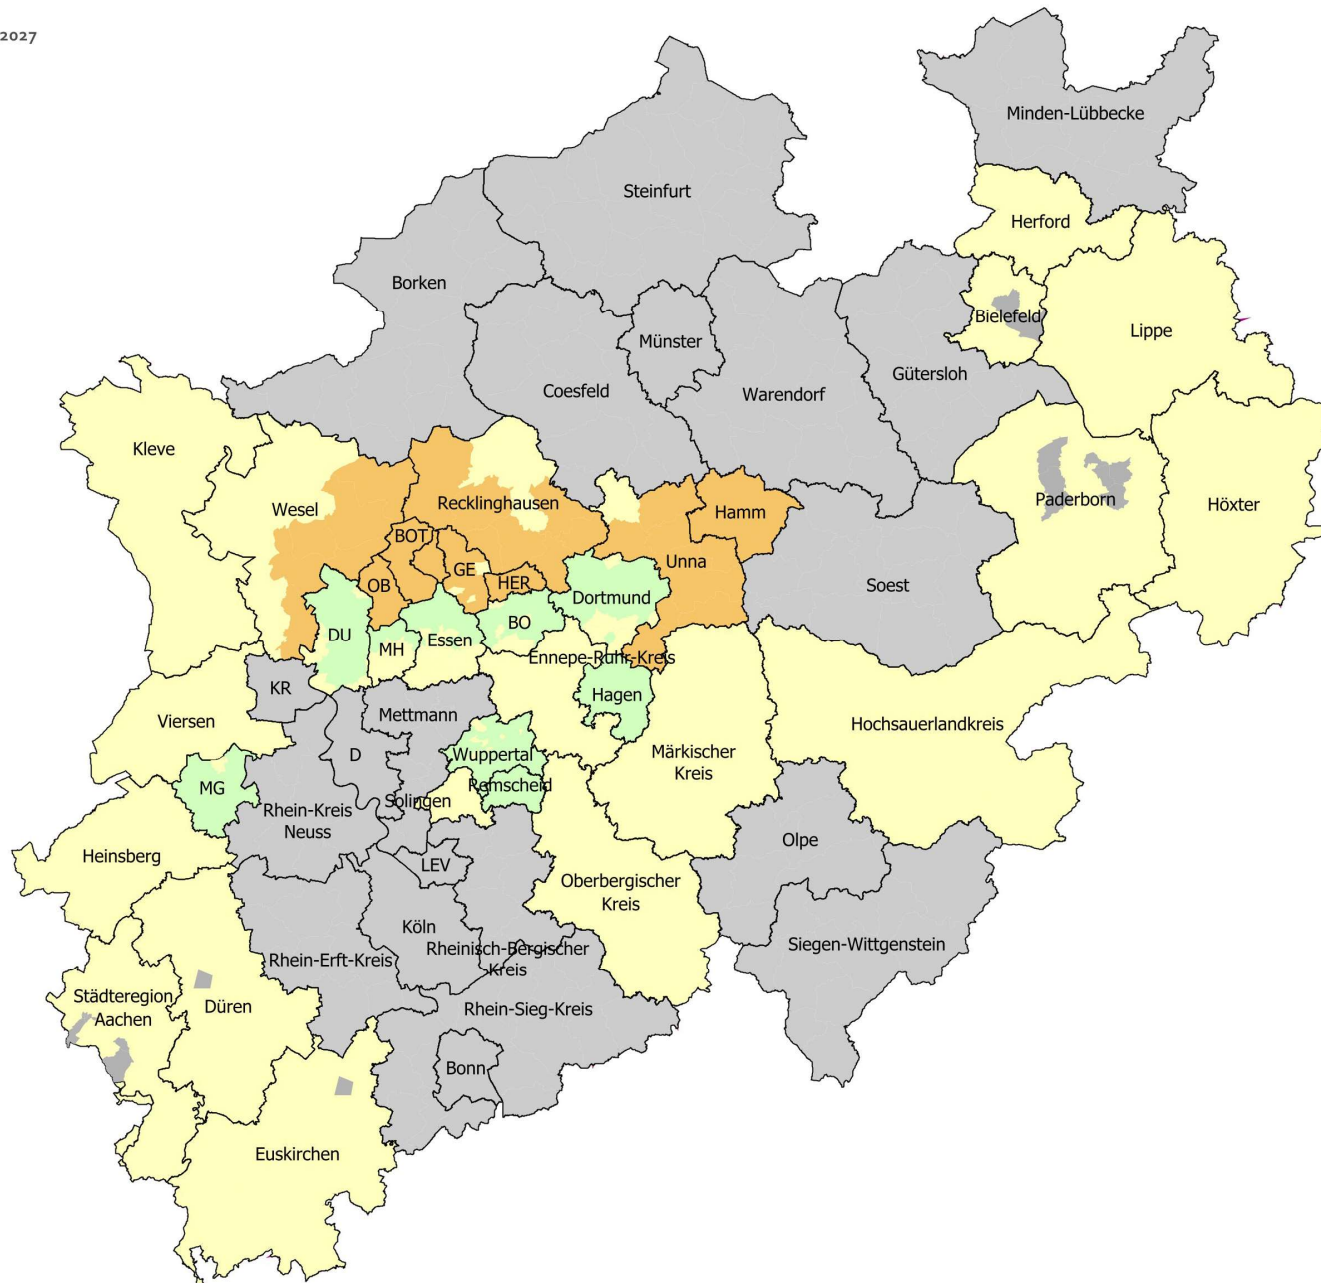 2027
Minden-Lübbecke
Steinfurt
Herford
Borken
Bielefeld
Lippe
Münster
Gütersloh
Coesfeld
Warendorf
Kleve
Paderborn
Höxter
Wesel
Recklinghausen
Hamm
BOT
GE
Unna
OB
HER
Soest
Dortmund
DU
BO
MH
Essen
Ennepe-Ruhr-Kreis
KR
Hagen
Viersen
Mettmann
Hochsauerlandkreis
D
Wuppertal
Märkischer
Kreis
MG
Remscheid
Solingen
Rhein-Kreis
Neuss
Olpe
Heinsberg
LEV
Oberbergischer
Kreis
Köln
Siegen-Wittgenstein
Rheinisch-Bergischer
Kreis
Rhein-Erft-Kreis
Städteregion
Aachen
Düren
Rhein-Sieg-Kreis
Bonn
Euskirchen